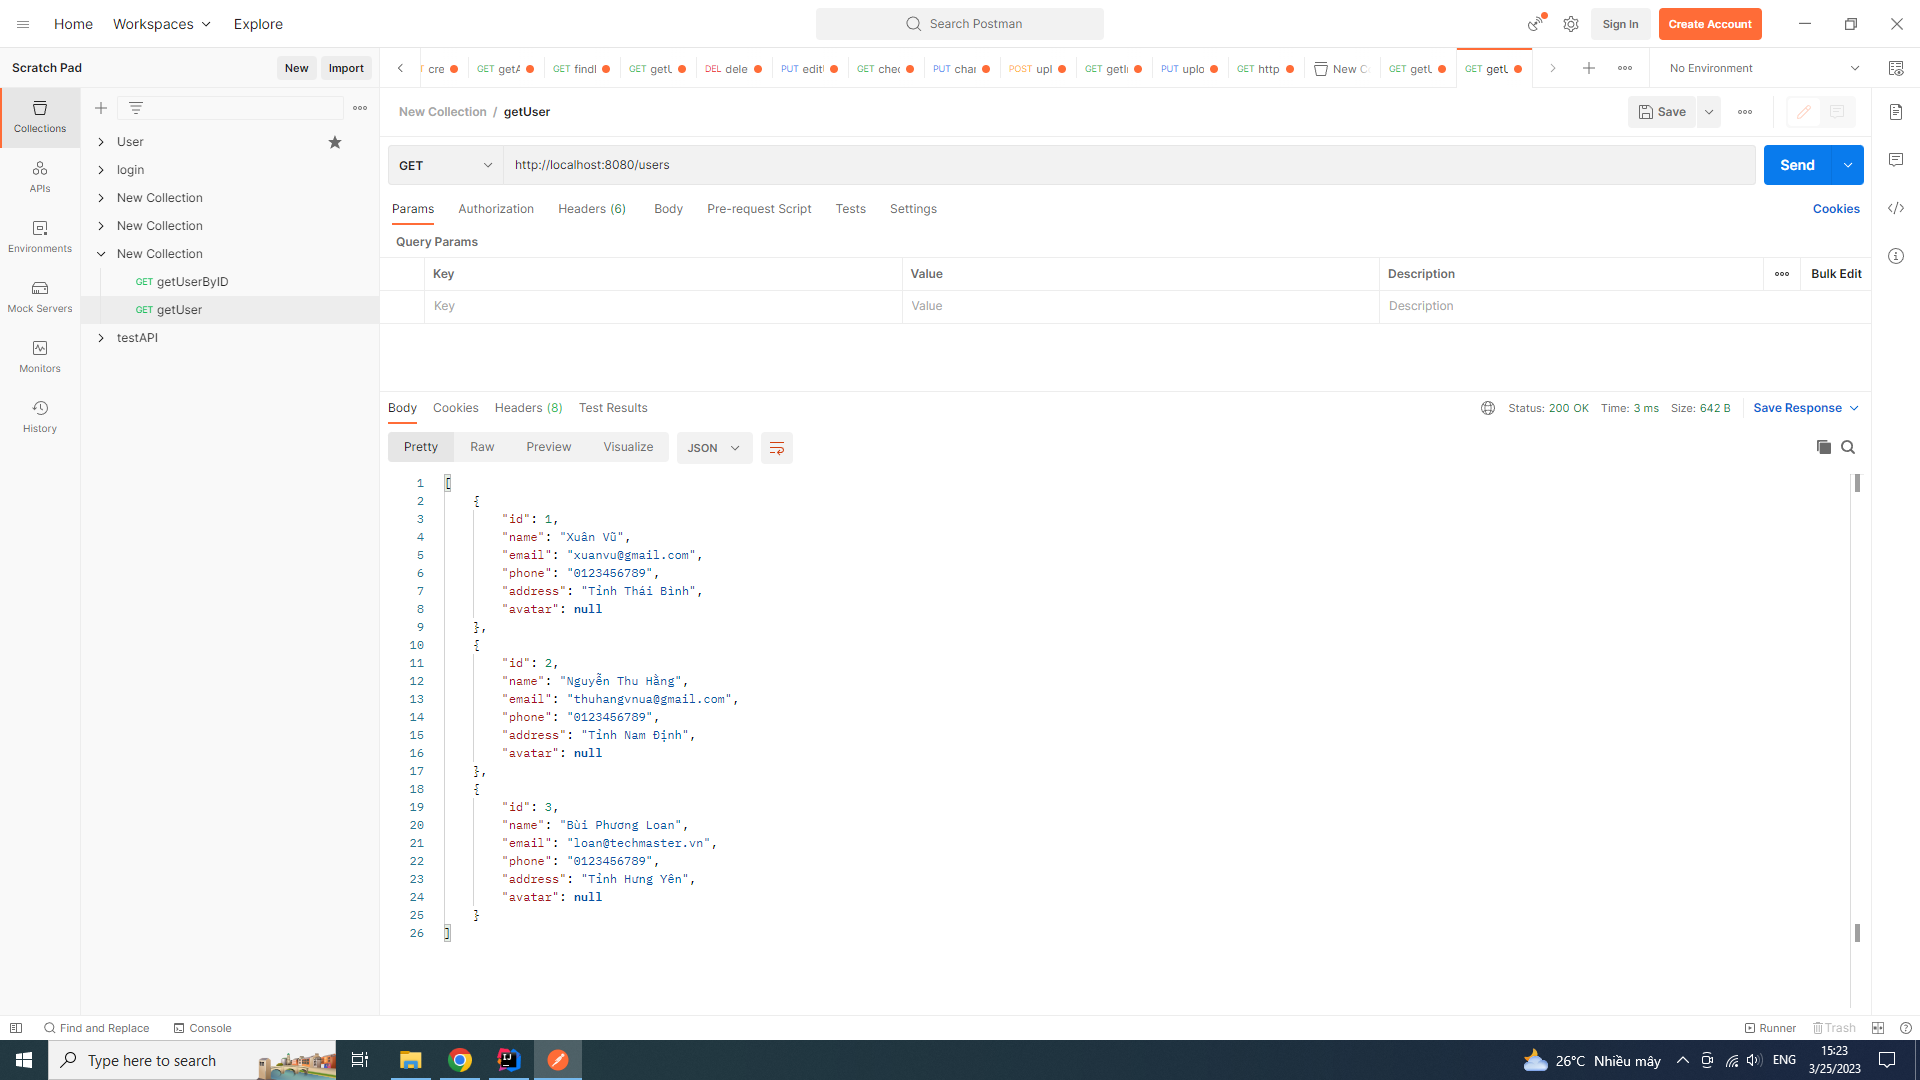 Home Workspaces Explore
Search Postman
Sign In Create Account
Scratch Pad New Import
cre GET getA GET findI GET getU DEL dele PUT editU GET chec PUT chan POST upl GET getIm PUT uplo GET http New C GET getU GET getU
No Environment
Collections
APIs
Environments
Mock Servers
Monitors
History
User
login
New Collection
New Collection
New Collection
GET getUserByID
GET getUser
testAPI
New Collection / getUser
Save
GET http://localhost:8080/users
Send
Params Authorization Headers (6) Body Pre-request Script Tests Settings Cookies
Query Params
Key Value Description Bulk Edit
Key Value Description
Body Cookies Headers (8) Test Results
Status: 200 OK Time: 3 ms Size: 642 B Save Response
Pretty Raw Preview Visualize JSON
1 [
2 {
3 "id": 1,
4 "name": "Xuân Vũ",
5 "email": "xuanvu@gmail.com",
6 "phone": "0123456789",
7 "address": "Tỉnh Thái Bình",
8 "avatar": null
9 },
10 {
11 "id": 2,
12 "name": "Nguyễn Thu Hằng",
13 "email": "thuhangvnua@gmail.com",
14 "phone": "0123456789",
15 "address": "Tỉnh Nam Định",
16 "avatar": null
17 },
18 {
19 "id": 3,
20 "name": "Bùi Phương Loan",
21 "email": "loan@techmaster.vn",
22 "phone": "0123456789",
23 "address": "Tỉnh Hưng Yên",
24 "avatar": null
25 }
26 ]
Find and Replace Console
Runner Trash
Type here to search
26°C Nhiều mây
ENG
15:23
3/25/2023